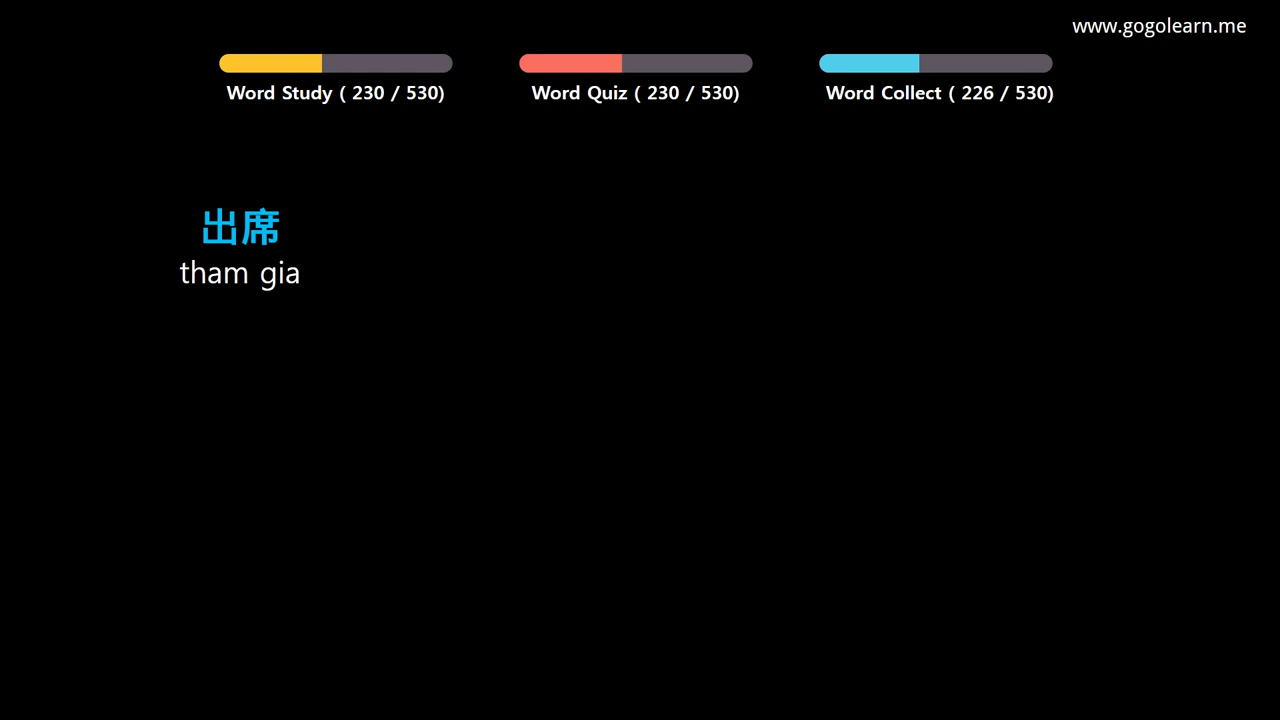 www.gogolearn.me
Word Study ( 230 / 530)
Word Quiz ( 230 / 530)
Word Collect ( 226 / 530)
出席
tham gia